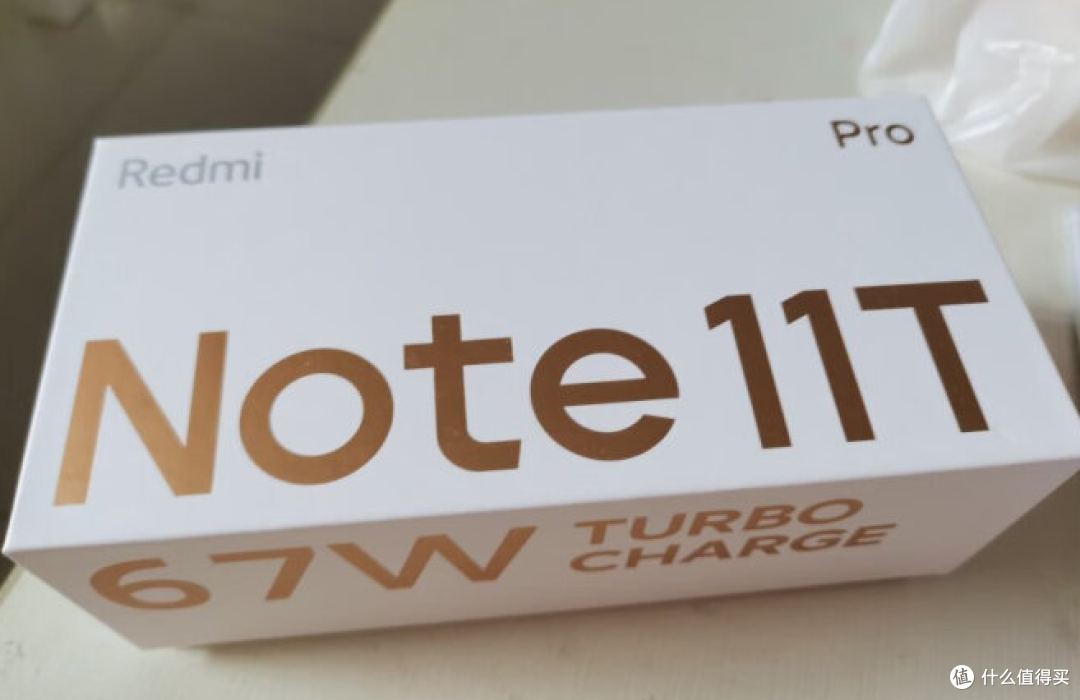 Redmi
Pro
Note 11T
67W TURBO
CHARGE
值 什么值得买